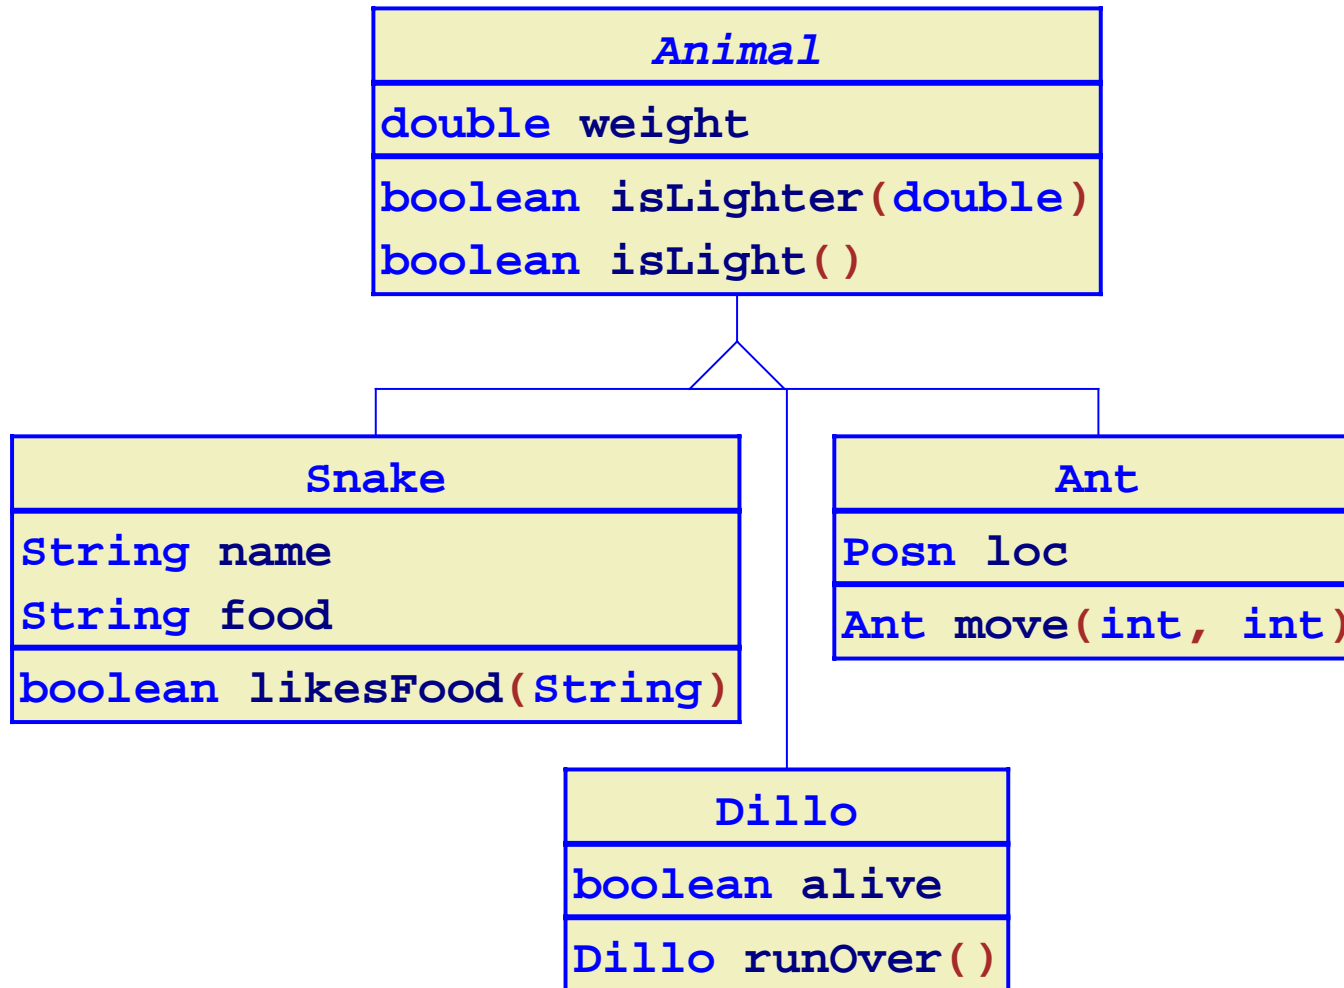 Animal
double weight
boolean isLighter(double)
boolean isLight()
Snake
String name
String food
boolean likesFood(String)
Ant
Posn loc
Ant move(int, int)
Dillo
boolean alive
Dillo runOver()